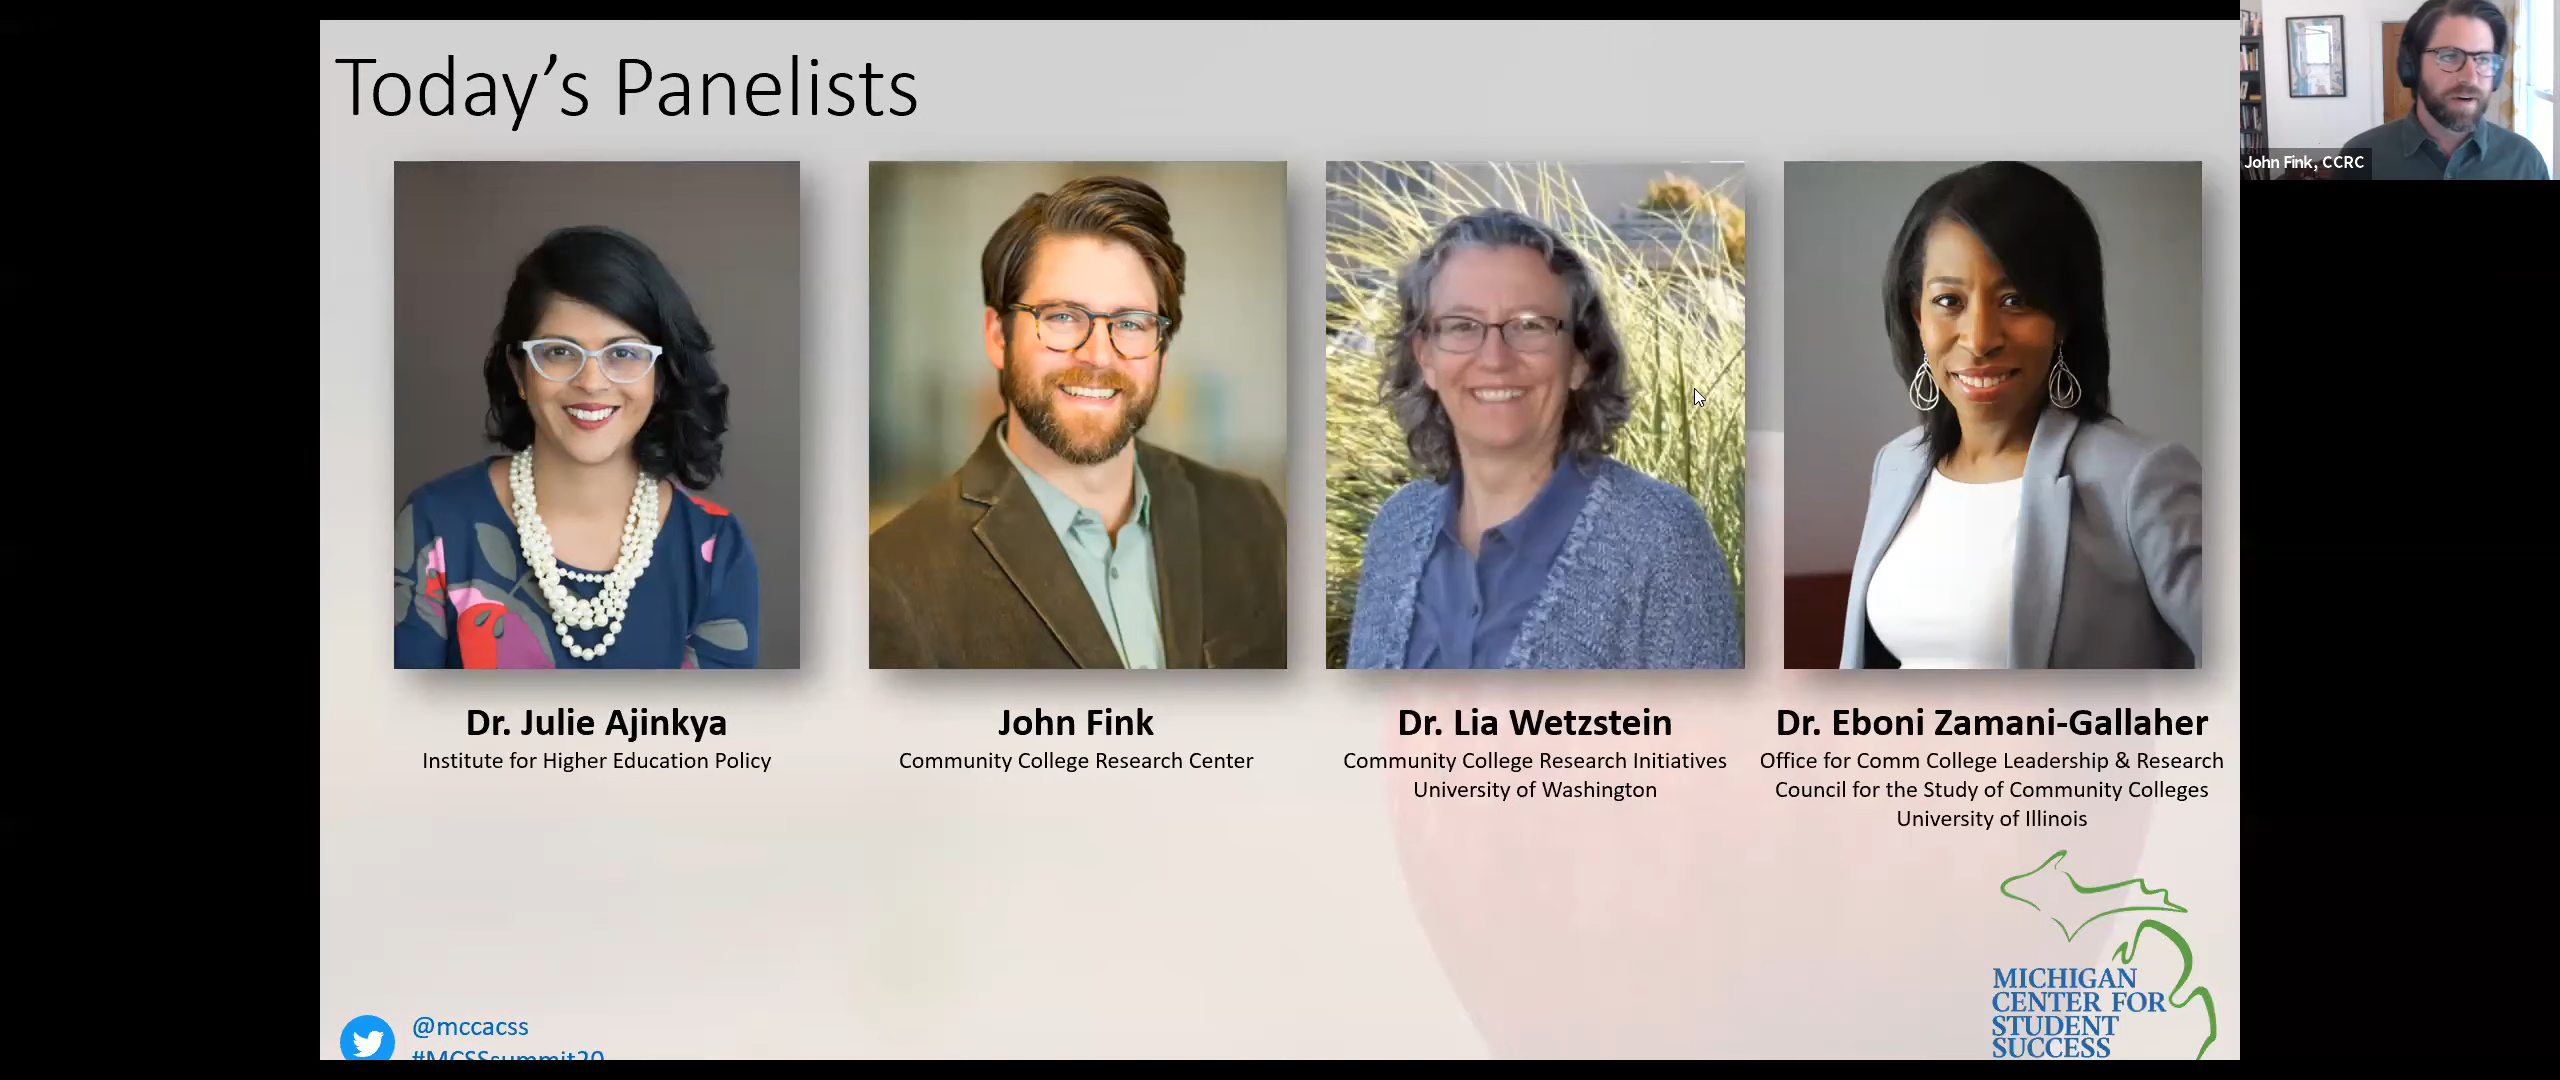 Today's Panelists
John Fink, CCRC
Dr. Julie Ajinkya
Institute for Higher Education Policy
John Fink
Community College Research Center
Dr. Lia Wetzstein
Community College Research Initiatives
University of Washington
Dr. Eboni Zamani-Gallaher
Office for Comm College Leadership & Research
Council for the Study of Community Colleges
University of Illinois
@mccacss
#MCSSsummit20
MICHIGAN
CENTER FOR
STUDENT
SUCCESS